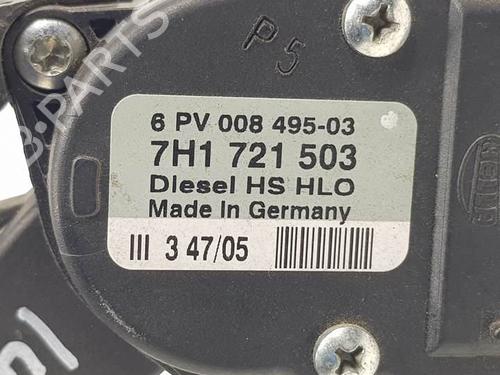 P5
6 PV 008 495-03
7H1 721 503
Diesel HS HLO
Made in Germany
III 3 47/05
HELLA
B-PARTS